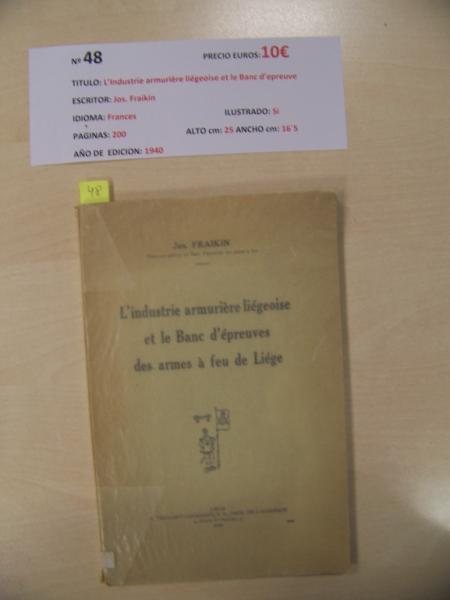 Nº 48 PRECIO EUROS: 10€
TITULO: L'Industrie armurière liégeoise et le Banc d'epreuve
ESCRITOR: Jos. Fraikin
IDIOMA: Frances ILUSTRADO: Si
PAGINAS: 200 ALTO cm: 25 ANCHO cm: 16´5
AÑO DE EDICION: 1940
48
Jos. FRAIKIN
L'industrie armurière liégeoise
et le Banc d'épreuves
des armes à feu de Liége